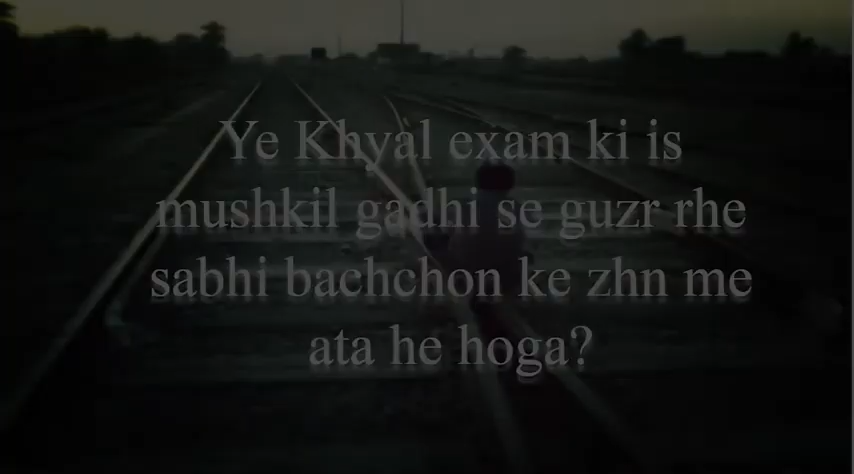 Ye Khyal exam ki is
mushkil gadhi se guzr rhe
sabhi bachchon ke zhn me
ata he hoga?